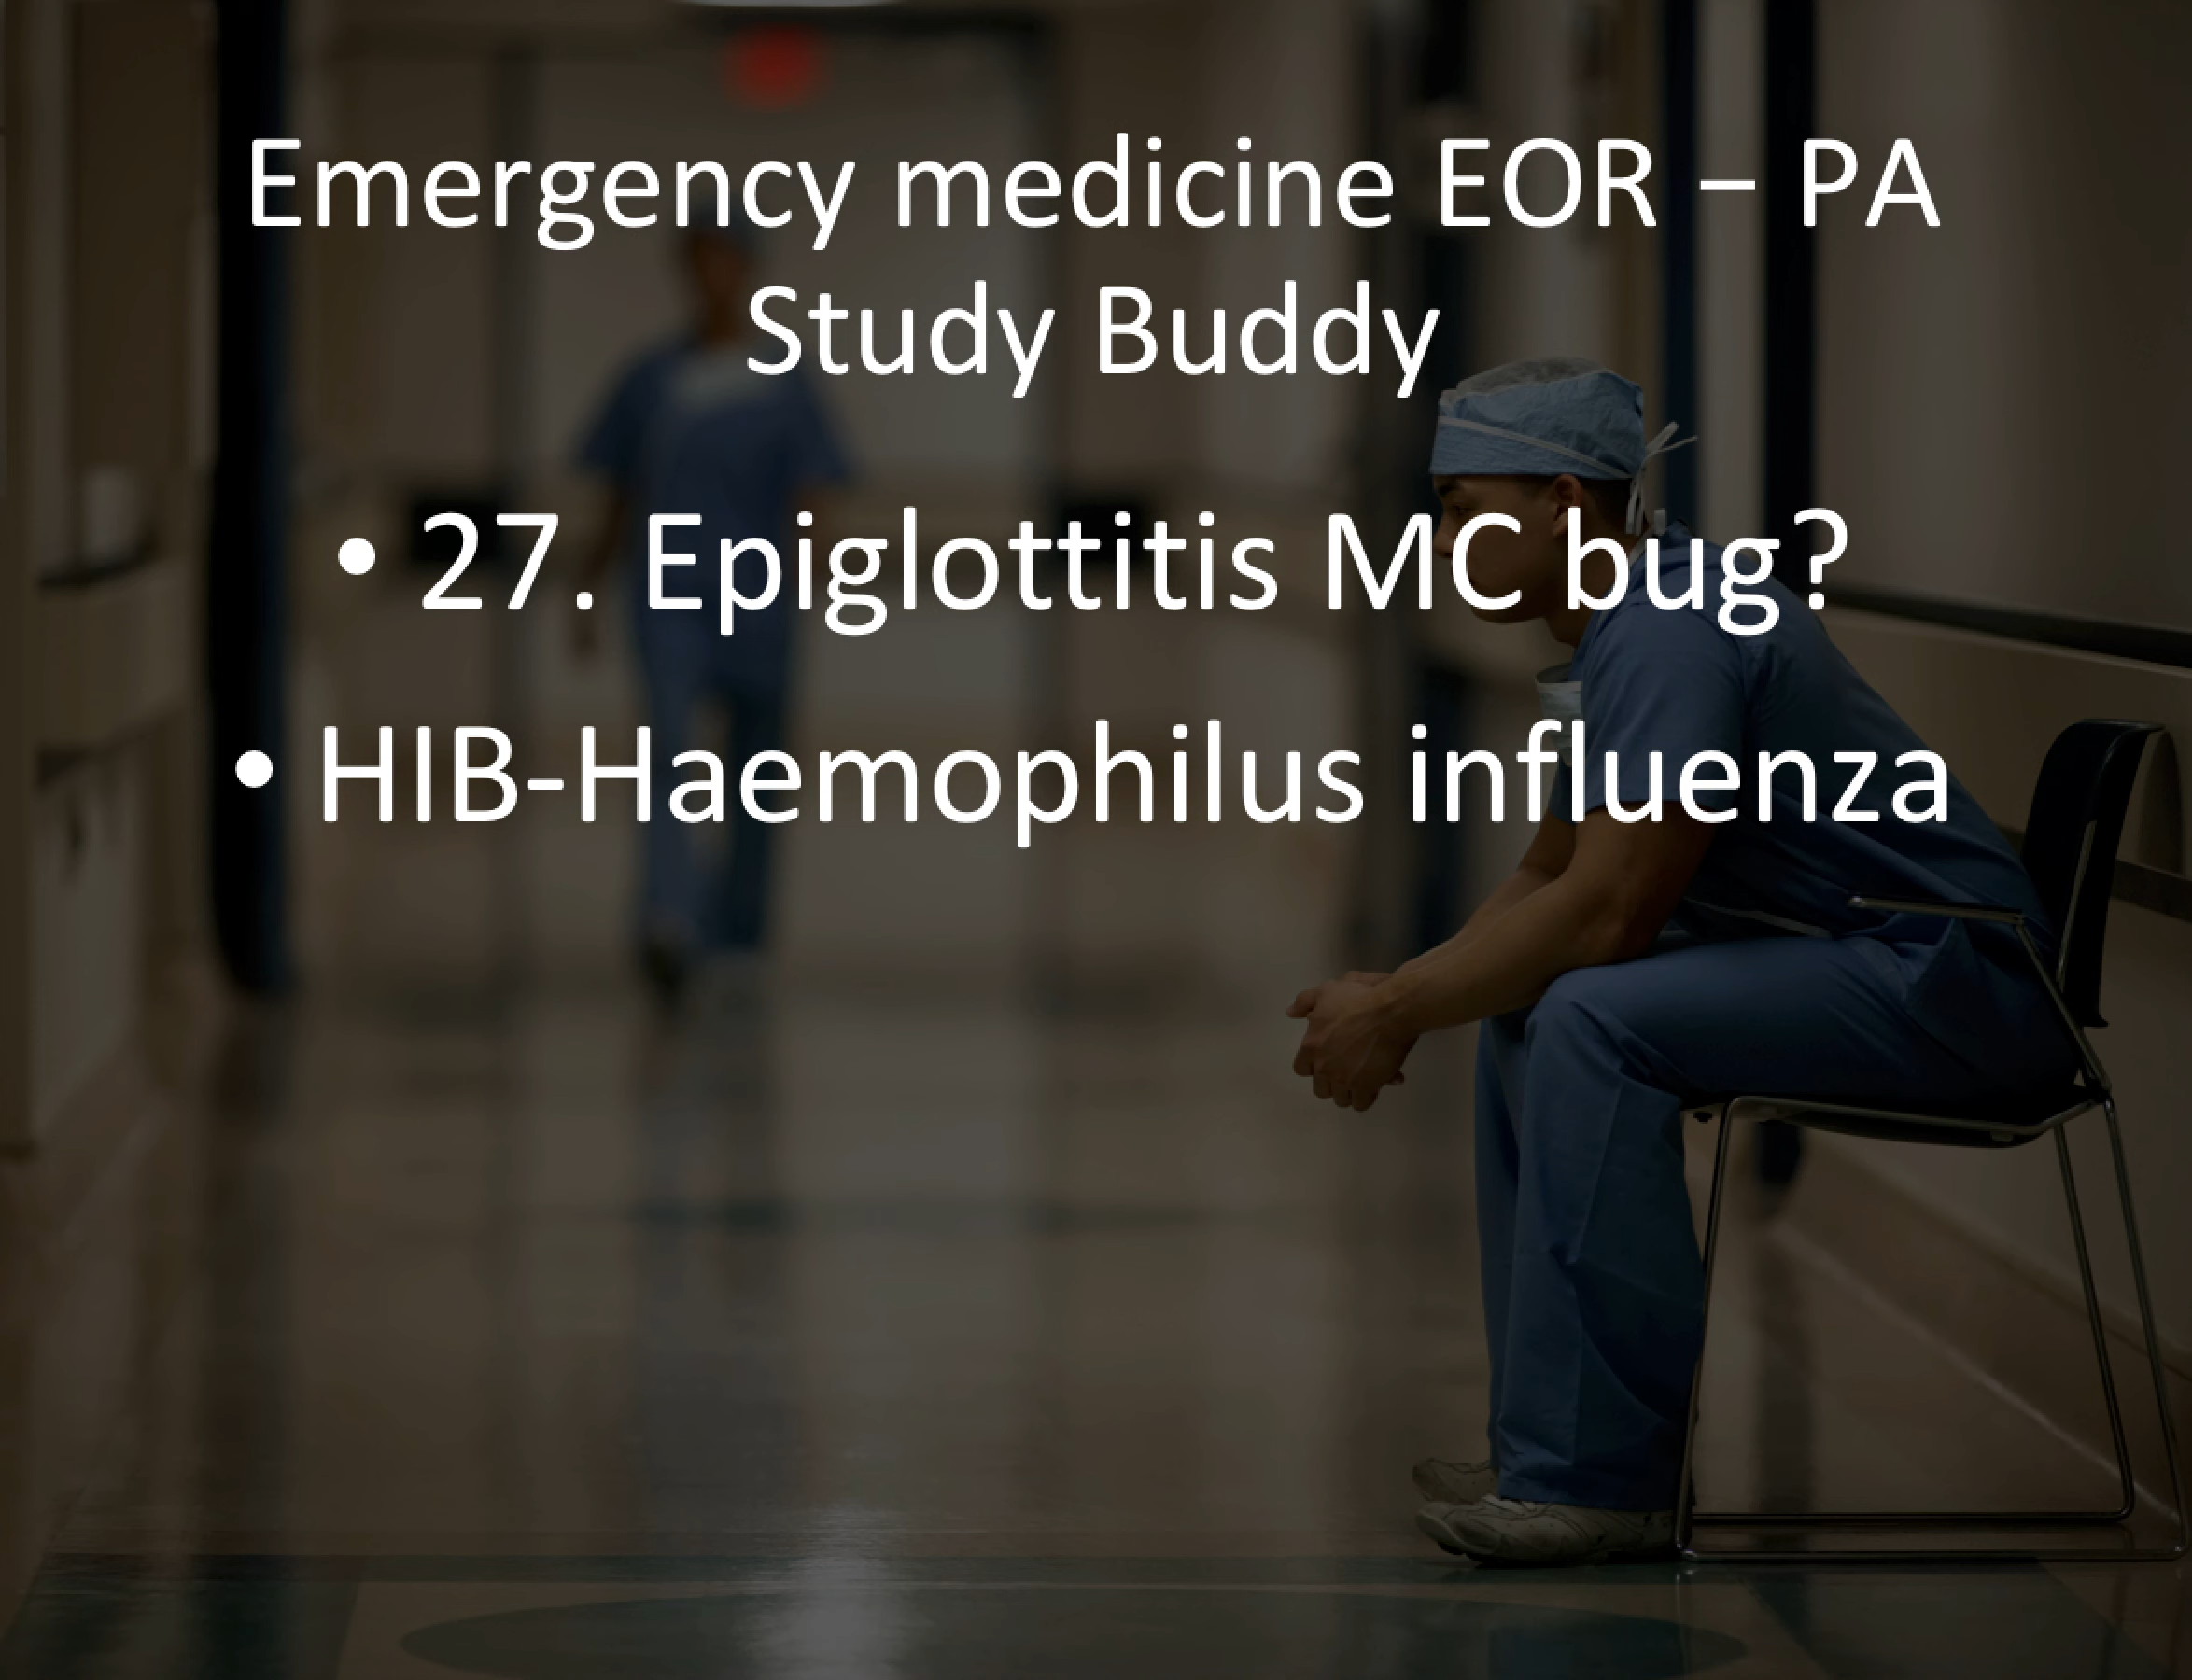 Emergency medicine EOR – PA
Study Buddy
• 27. Epiglottitis MC bug?
• HIB-Haemophilus influenza